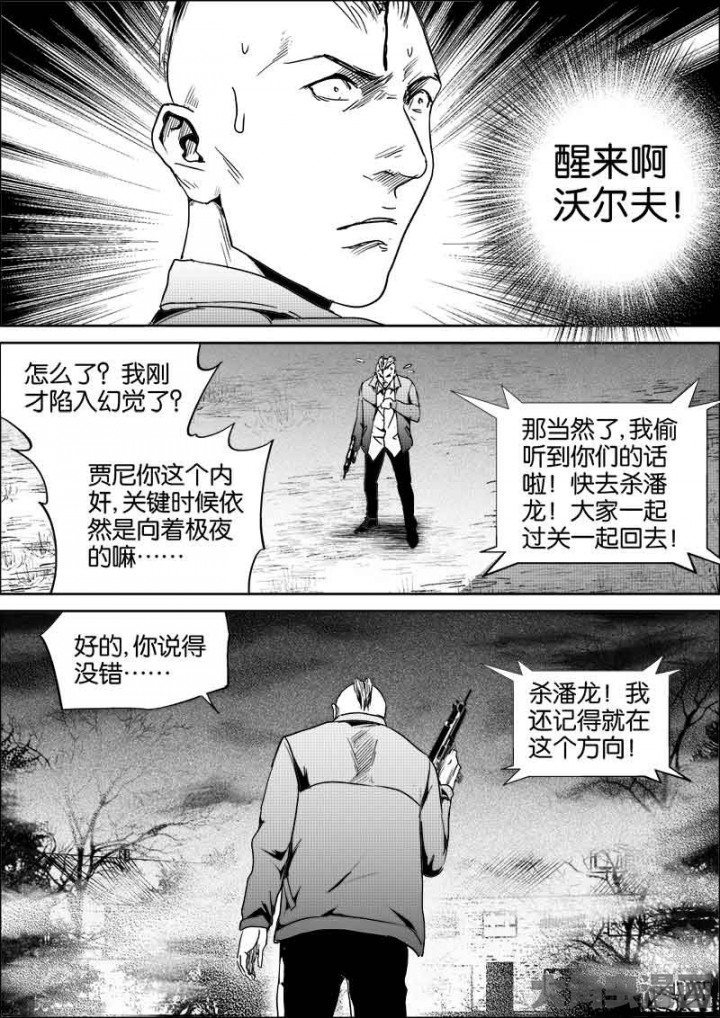 醒来啊
沃尔夫！
怎么了？我刚
才陷入幻觉了？
贾尼你这个内
奸，关键时候依
然是向着极夜
的嘛……
那当然了，我偷
听到你们的话
啦！快去杀潘
龙！大家一起
过关一起回去！
好的，你说得
没错……
杀潘龙！我
还记得就在
这个方向！